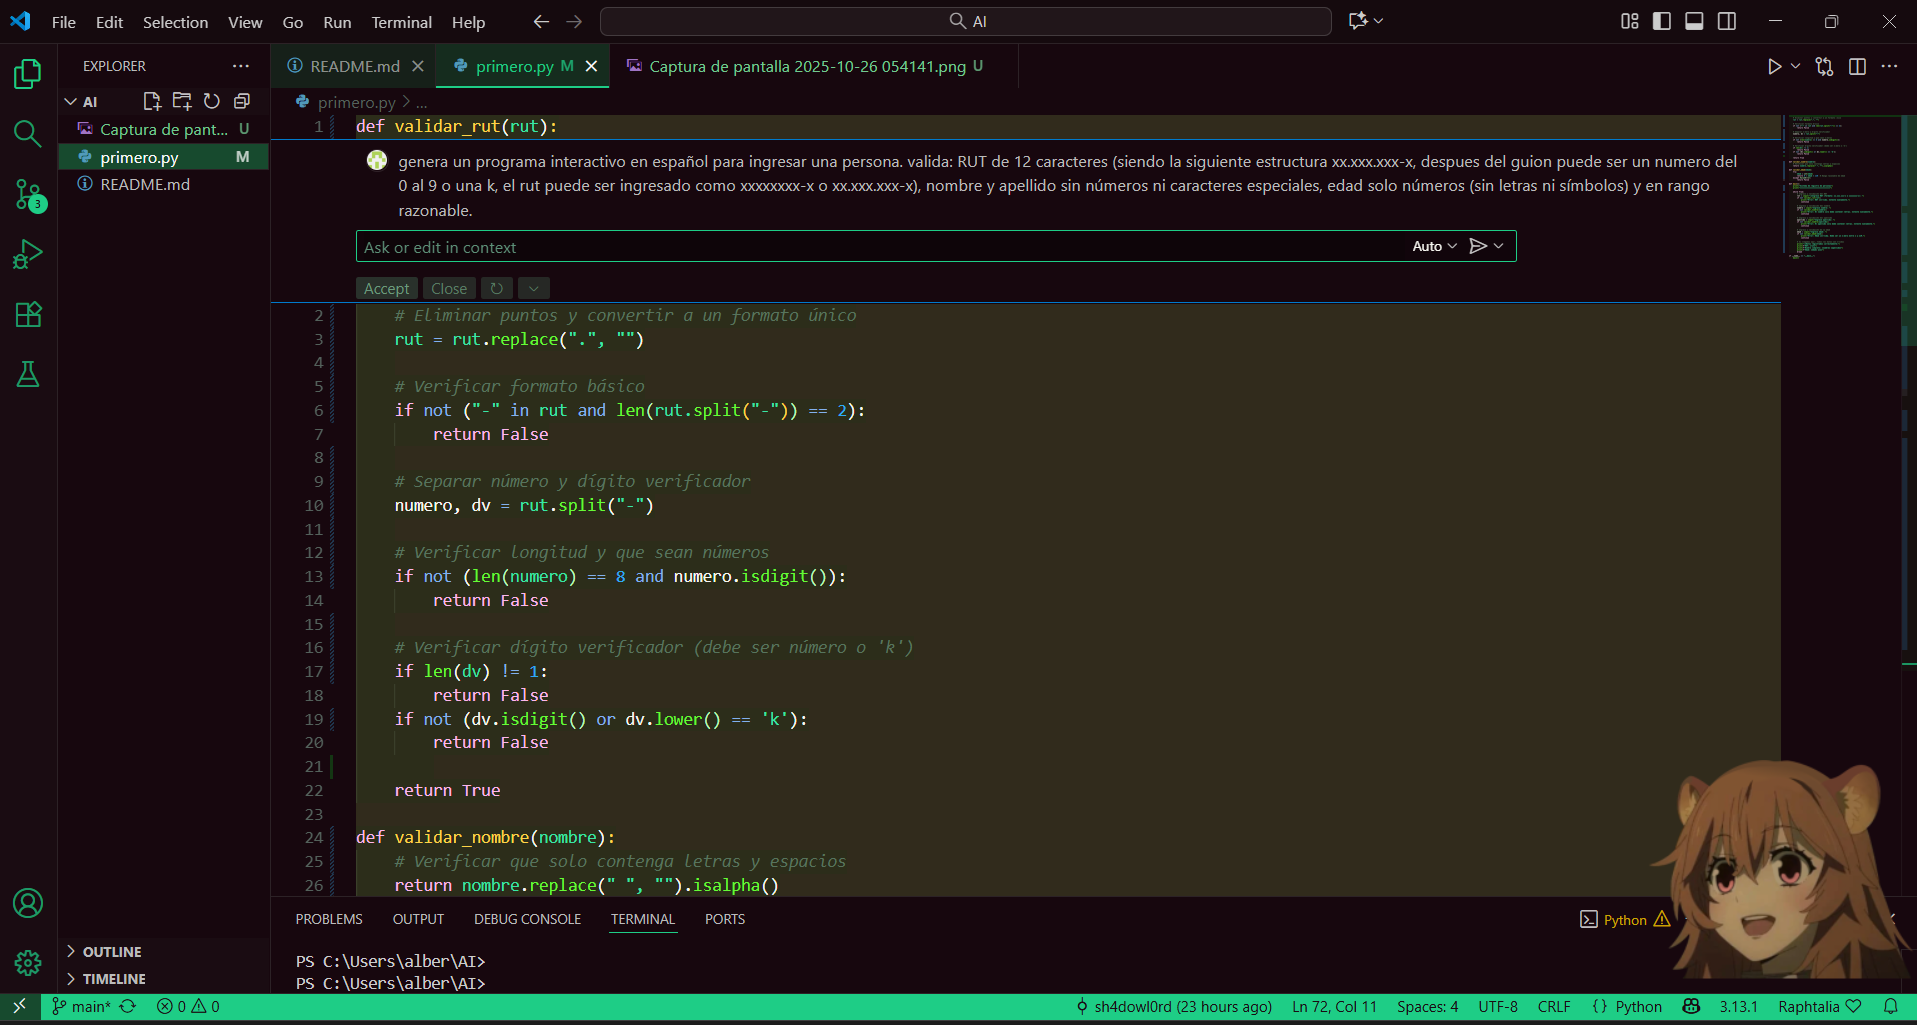 File Edit Selection View Go Run Terminal Help
AI
EXPLORER
AI
Captura de pant... U
primero.py M
README.md
OUTLINE
TIMELINE
README.md
primero.py M
Captura de pantalla 2025-10-26 054141.png U
primero.py > ...
1 def validar_rut(rut):
genera un programa interactivo en español para ingresar una persona. valida: RUT de 12 caracteres (siendo la siguiente estructura xx.xxx.xxx-x, despues del guion puede ser un numero del
0 al 9 o una k, el rut puede ser ingresado como xxxxxxxx-x o xx.xxx.xxx-x), nombre y apellido sin números ni caracteres especiales, edad solo números (sin letras ni símbolos) y en rango
razonable.
Ask or edit in context
Auto
Accept Close
2 # Eliminar puntos y convertir a un formato único
3 rut = rut.replace(".", "")
4
5 # Verificar formato básico
6 if not ("-" in rut and len(rut.split("-")) == 2):
7 return False
8
9 # Separar número y dígito verificador
10 numero, dv = rut.split("-")
11
12 # Verificar longitud y que sean números
13 if not (len(numero) == 8 and numero.isdigit()):
14 return False
15
16 # Verificar dígito verificador (debe ser número o 'k')
17 if len(dv) != 1:
18 return False
19 if not (dv.isdigit() or dv.lower() == 'k'):
20 return False
21
22 return True
23
24 def validar_nombre(nombre):
25 # Verificar que solo contenga letras y espacios
26 return nombre.replace(" ", "").isalpha()
PROBLEMS OUTPUT DEBUG CONSOLE TERMINAL PORTS
Python
PS C:\Users\alber\AI>
PS C:\Users\alber\AI>
3
main* 0 0
sh4dowl0rd (23 hours ago) Ln 72, Col 11 Spaces: 4 UTF-8 CRLF {} Python 3.13.1 Raphtalia